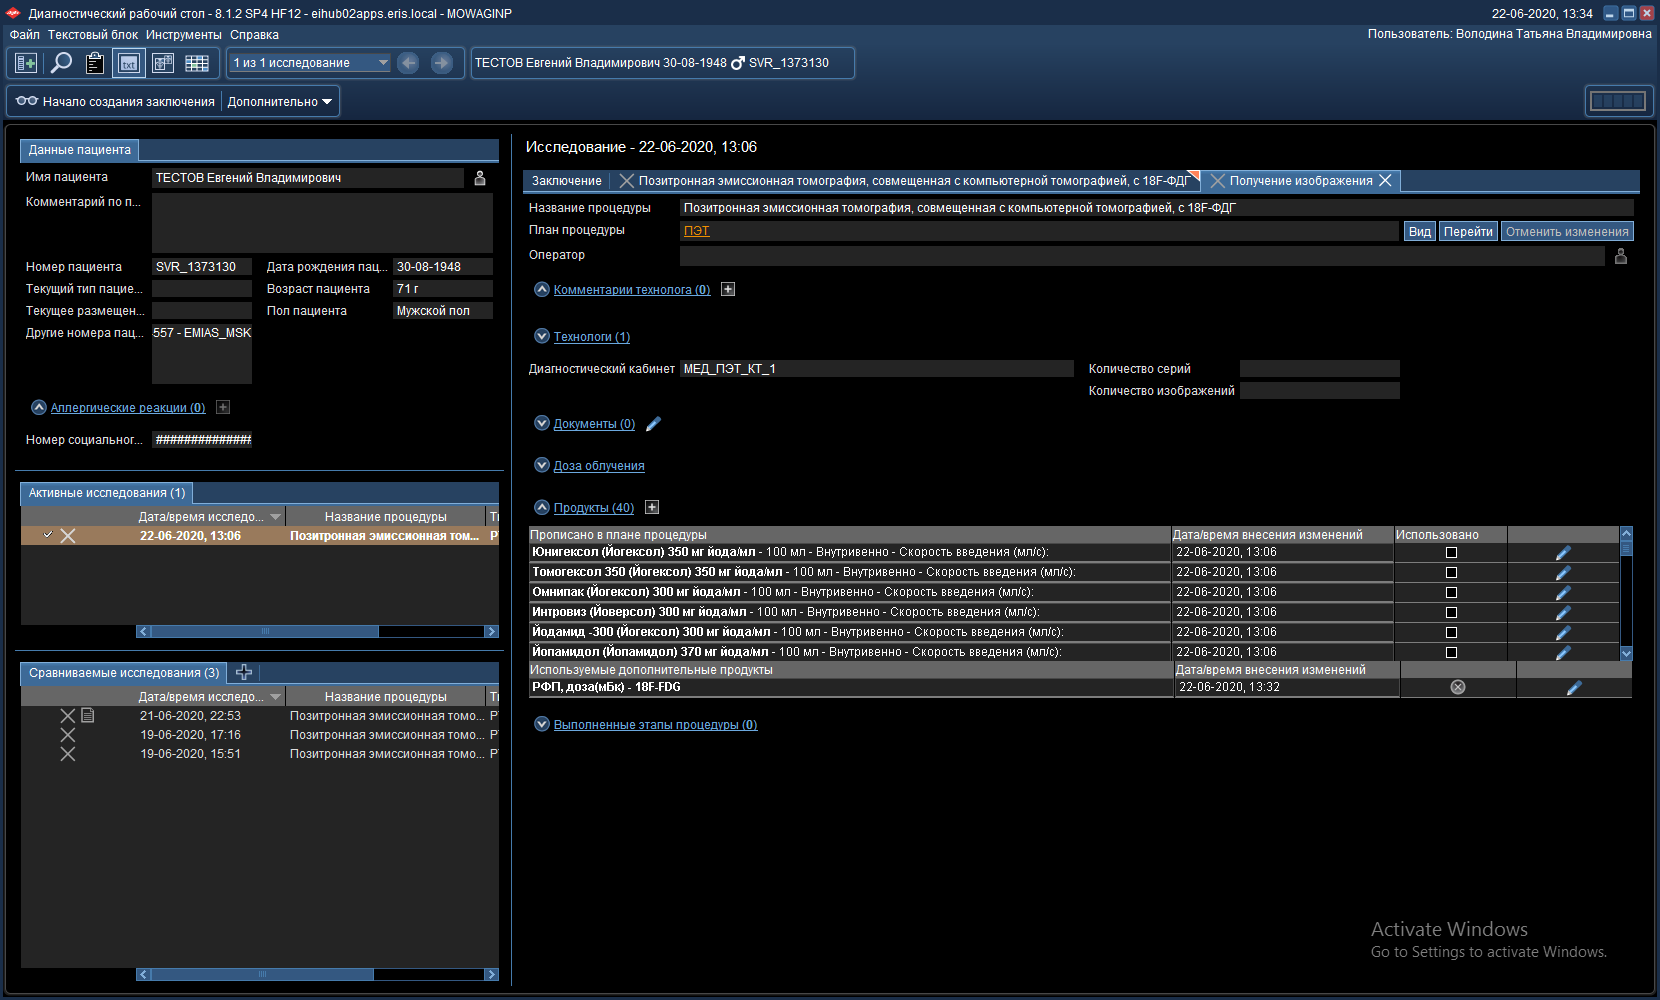 Диагностический рабочий стол - 8.1.2 SP4 HF12 - eihub02apps.eris.local - MOWAGINP
22-06-2020, 13:34
Файл Текстовый блок Инструменты Справка
Пользователь: Володина Татьяна Владимировна
txt
1 из 1 исследование
ТЕСТОВ Евгений Владимирович 30-08-1948 ♂ SVR_1373130
Начало создания заключения
Дополнительно
Данные пациента
Имя пациента ТЕСТОВ Евгений Владимирович
Комментарий по п...
Номер пациента SVR_1373130 Дата рождения пац... 30-08-1948
Текущий тип пацие... Возраст пациента 71 г
Текущее размещен... Пол пациента Мужской пол
Другие номера пац... -557 - EMIAS_MSK
Аллергические реакции (0)
Номер социальног... ##############
Активные исследования (1)
Дата/время исследо... Название процедуры Ти
22-06-2020, 13:06 Позитронная эмиссионная том... P
Сравниваемые исследования (3)
Дата/время исследо... Название процедуры Ти
21-06-2020, 22:53 Позитронная эмиссионная томо... P
19-06-2020, 17:16 Позитронная эмиссионная томо... P
19-06-2020, 15:51 Позитронная эмиссионная томо... P
Исследование - 22-06-2020, 13:06
Заключение
Позитронная эмиссионная томография, совмещенная с компьютерной томографией, с 18F-ФДГ
Получение изображения
Название процедуры Позитронная эмиссионная томография, совмещенная с компьютерной томографией, с 18F-ФДГ
План процедуры ПЭТ Вид Перейти Отменить изменения
Оператор
Комментарии технолога (0)
Технологи (1)
Диагностический кабинет МЕД_ПЭТ_КТ_1 Количество серий
Количество изображений
Документы (0)
Доза облучения
Продукты (40)
Прописано в плане процедуры Дата/время внесения изменений Использовано
Юнигексол (Йогексол) 350 мг йода/мл - 100 мл - Внутривенно - Скорость введения (мл/с): 22-06-2020, 13:06
Томогексол 350 (Йогексол) 350 мг йода/мл - 100 мл - Внутривенно - Скорость введения (мл/с): 22-06-2020, 13:06
Омнипак (Йогексол) 300 мг йода/мл - 100 мл - Внутривенно - Скорость введения (мл/с): 22-06-2020, 13:06
Интровиз (Йоверсол) 300 мг йода/мл - 100 мл - Внутривенно - Скорость введения (мл/с): 22-06-2020, 13:06
Йодамид -300 (Йогексол) 300 мг йода/мл - 100 мл - Внутривенно - Скорость введения (мл/с): 22-06-2020, 13:06
Йопамидол (Йопамидол) 370 мг йода/мл - 100 мл - Внутривенно - Скорость введения (мл/с): 22-06-2020, 13:06
Используемые дополнительные продукты Дата/время внесения изменений
РФП, доза(мБк) - 18F-FDG 22-06-2020, 13:32
Выполненные этапы процедуры (0)
Activate Windows
Go to Settings to activate Windows.